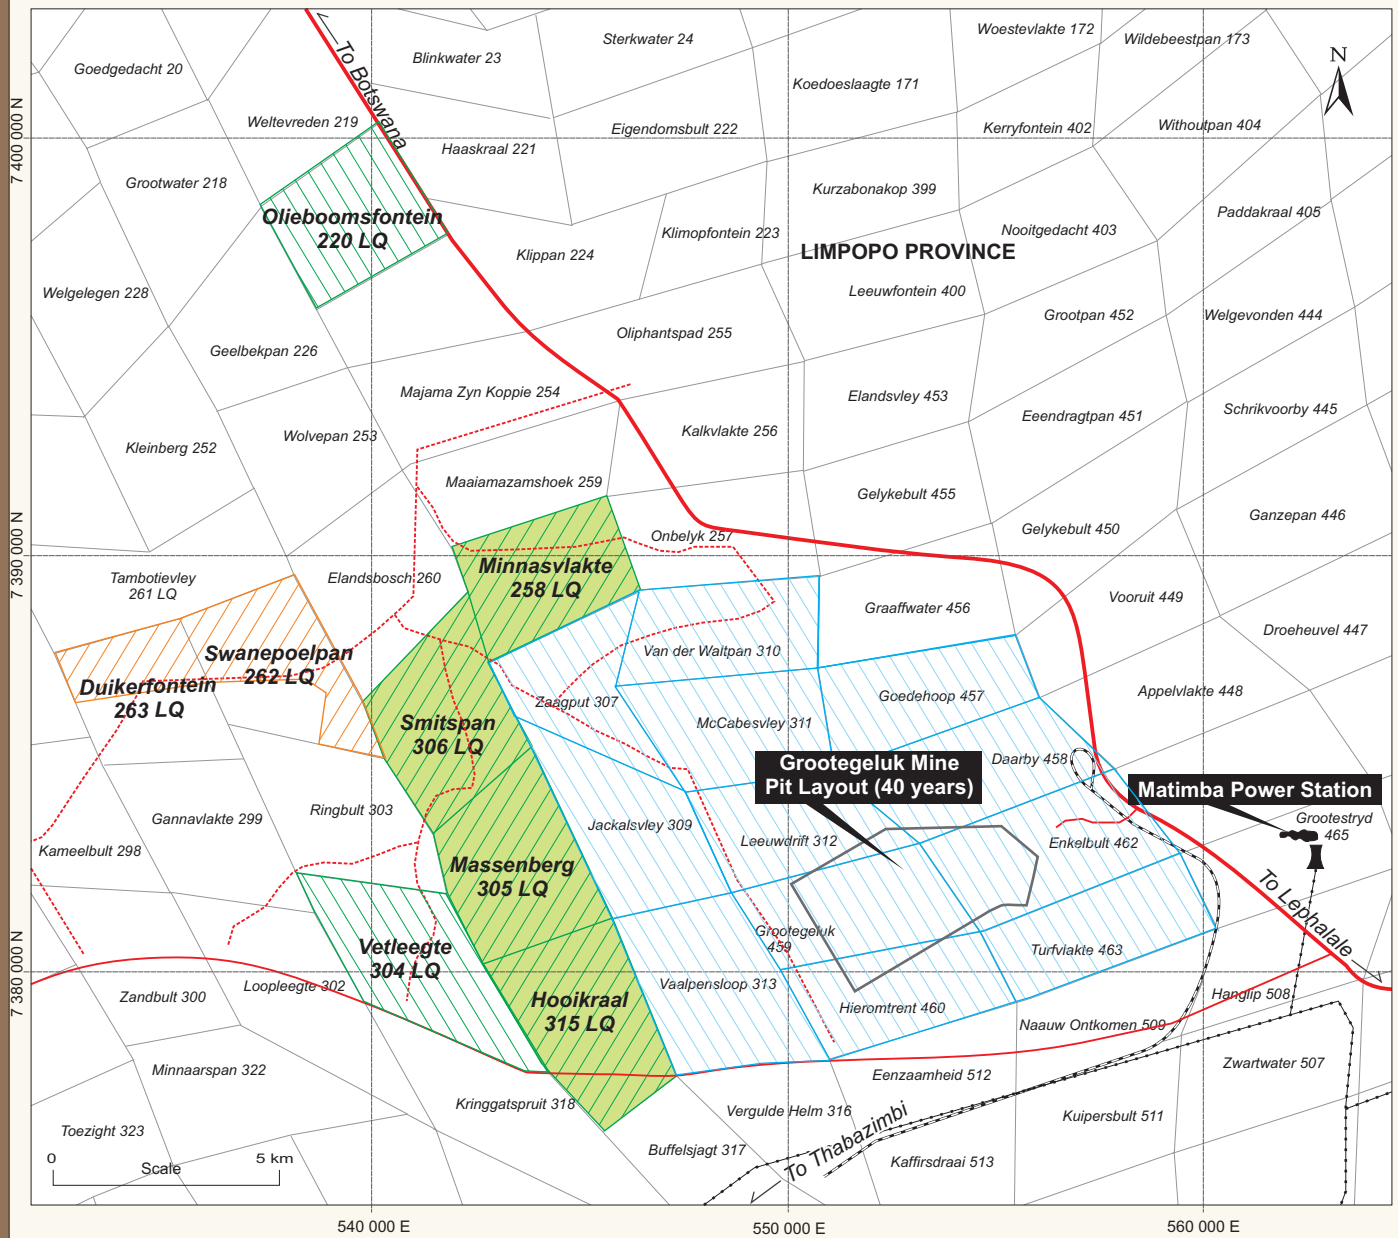 Woestevlakte 172
Sterkwater 24
Wildebeestpan 173
N
To Botswana
Blinkwater 23
Goedgedacht 20
Koedoeslaagte 171
Weltevreden 219
Eigendomsbult 222
Kerryfontein 402
Withoutpan 404
7 400 000 N
Haaskraal 221
Grootwater 218
Kurzabonakop 399
Olieboomsfontein
220 LQ
Paddakraal 405
Klimopfontein 223
Nooitgedacht 403
Klippan 224
LIMPOPO PROVINCE
Welgelegen 228
Leeuwfontein 400
Grootpan 452
Welgevonden 444
Oliphantspad 255
Geelbekpan 226
Majama Zyn Koppie 254
Elandsvley 453
Schrikvoorby 445
Eeendragtpan 451
Wolvepan 253
Kalkvlakte 256
Kleinberg 252
Maaiamazamshoek 259
Gelykebult 455
Ganzepan 446
Gelykebult 450
Onbelyk 257
7 390 000 N
Minnasvlakte
258 LQ
Tambotievley
261 LQ
Elandsbosch 260
Vooruit 449
Graaffwater 456
Droeheuvel 447
Swanepoelpan
262 LQ
Van der Waltpan 310
Duikerfontein
263 LQ
Zaagput 307
Goedehoop 457
Appelvlakte 448
Smitspan
306 LQ
McCabesvley 311
Daarby 458
Grootegeluk Mine
Pit Layout (40 years)
Matimba Power Station
Ringbult 303
Gannavlakte 299
Jackalsvley 309
Grootestryd
465
Leeuwdrift 312
Enkelbult 462
Kameelbult 298
Massenberg
305 LQ
To Lephalale
Grootegeluk
459
Vetleegte
304 LQ
Turfvlakte 463
7 380 000 N
Loopleegte 302
Vaalpensloop 313
Zandbult 300
Hooikraal
315 LQ
Hieromtrent 460
Hanglip 508
Naauw Ontkomen 509
Minnaarspan 322
Zwartwater 507
Eenzaamheid 512
Kringgatspruit 318
Vergulde Helm 316
Kuipersbult 511
Toezight 323
To Thabazimbi
Buffelsjagt 317
Kaffirsdraai 513
0 5 km
Scale
540 000 E
550 000 E
560 000 E